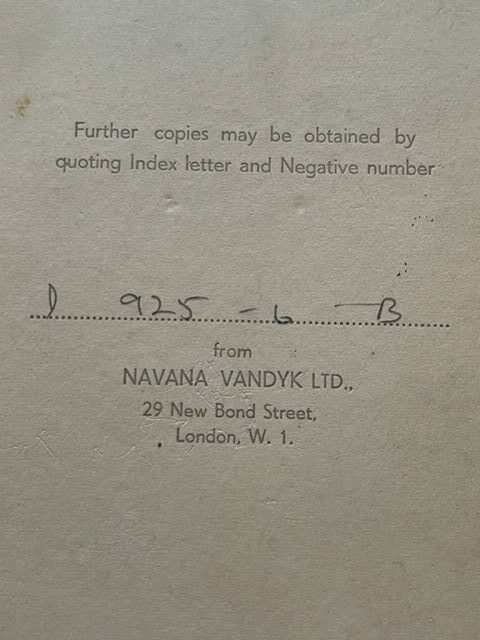 Further copies may be obtained by
quoting Index letter and Negative number
925 - 6 - B
from
NAVANA VANDYK LTD.,
29 New Bond Street,
London, W. 1.